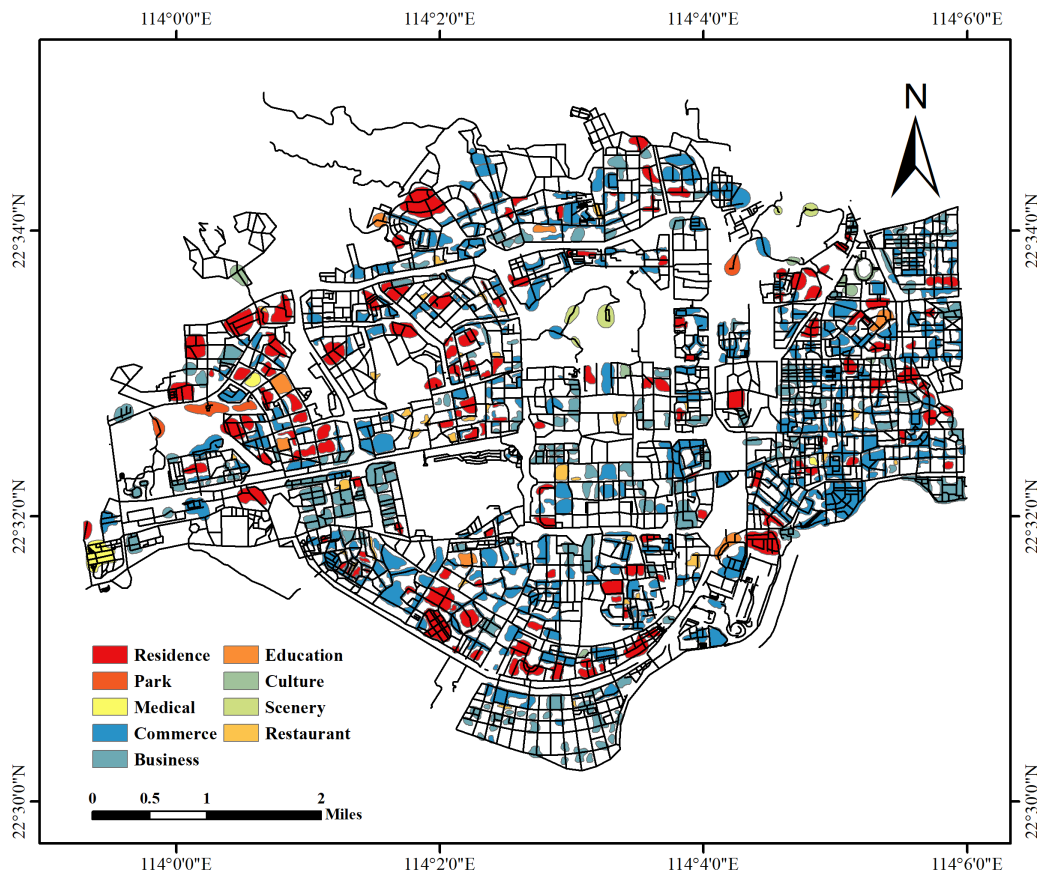 114°0'0"E 114°2'0"E 114°4'0"E 114°6'0"E
N
22°34'0"N 22°34'0"N
22°32'0"N 22°32'0"N
Residence Education
Park Culture
Medical Scenery
Commerce Restaurant
Business
0 0.5 1 2
Miles
22°30'0"N 22°30'0"N
114°0'0"E 114°2'0"E 114°4'0"E 114°6'0"E